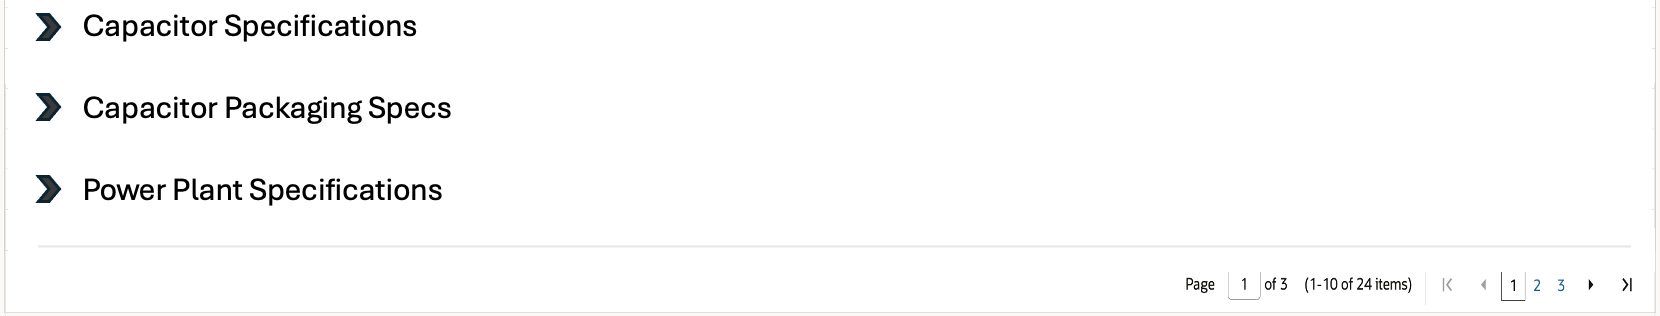 Capacitor Specifications
Capacitor Packaging Specs
Power Plant Specifications
Page 1 of 3 (1-10 of 24 items) 1 2 3